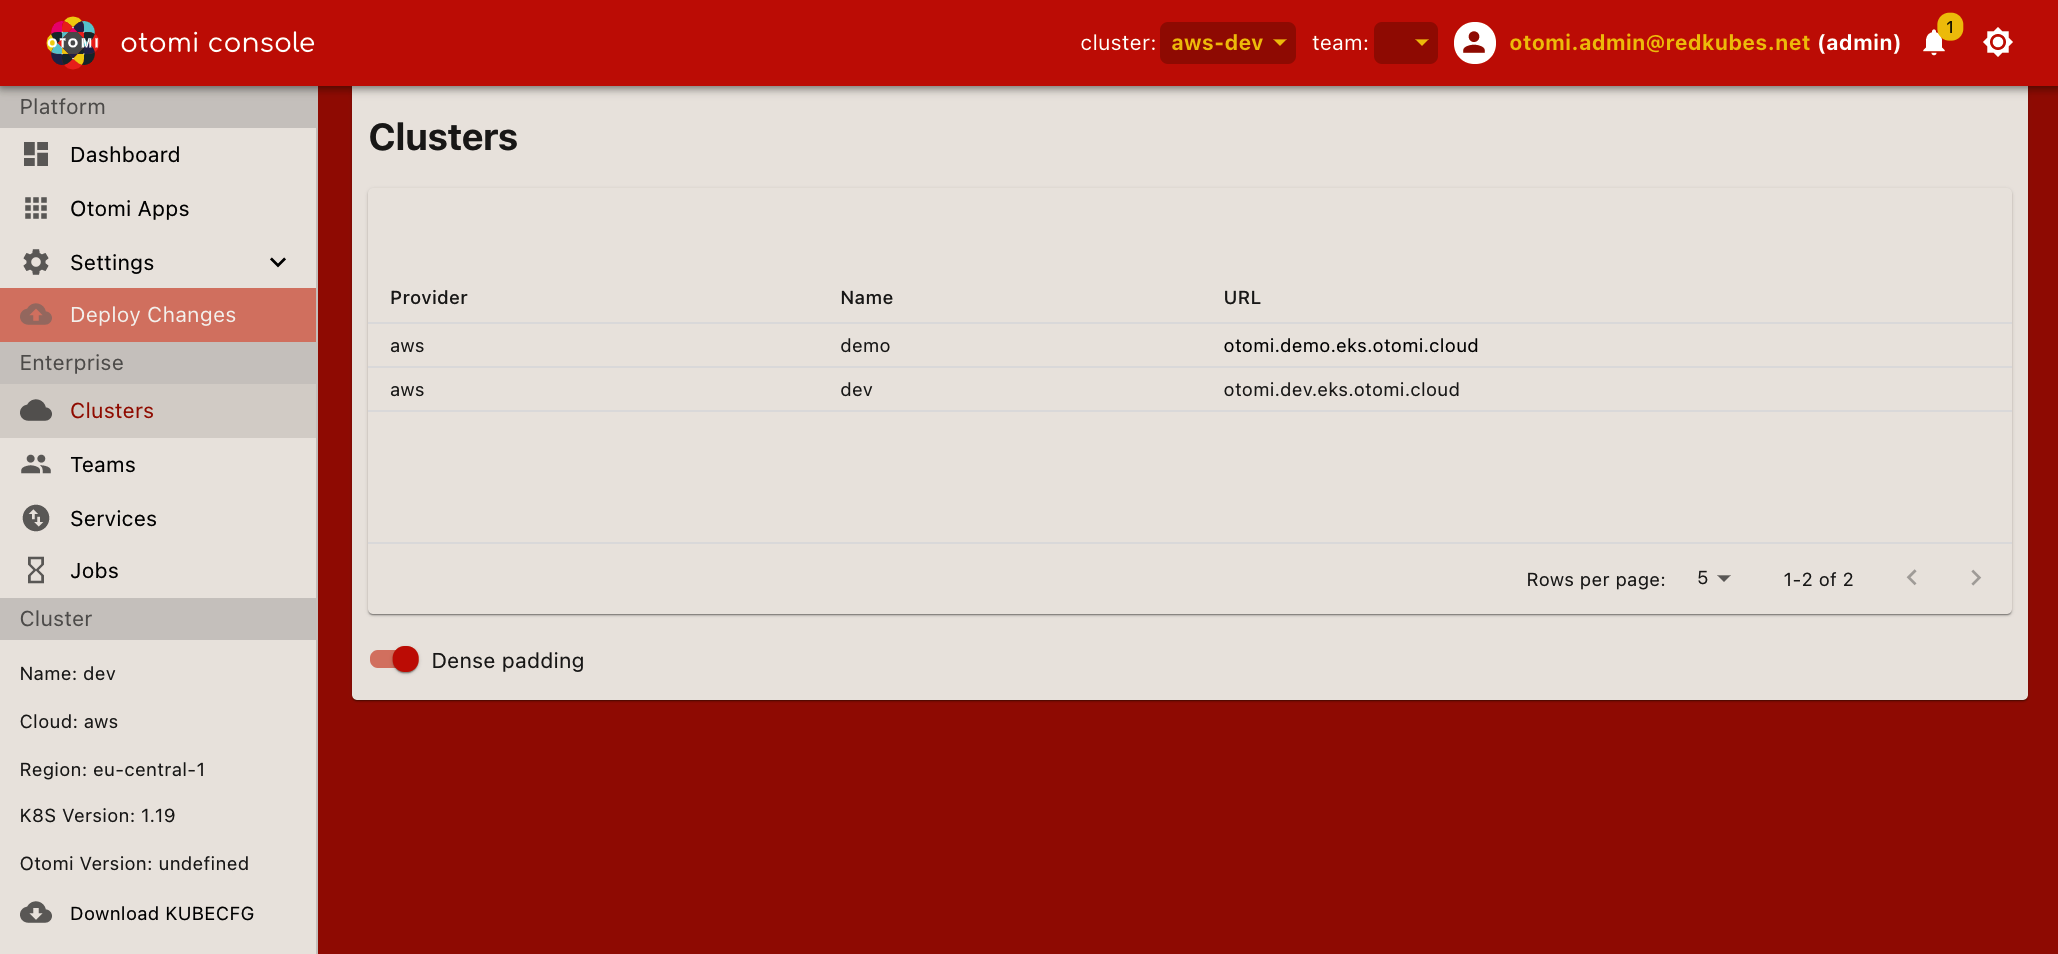 OTOMI otomi console cluster: aws-dev team: otomi.admin@redkubes.net (admin) 1
Platform
Dashboard
Otomi Apps
Settings
Deploy Changes
Enterprise
Clusters
Teams
Services
Jobs
Cluster
Name: dev
Cloud: aws
Region: eu-central-1
K8S Version: 1.19
Otomi Version: undefined
Download KUBECFG
Clusters
Provider Name URL
aws demo otomi.demo.eks.otomi.cloud
aws dev otomi.dev.eks.otomi.cloud
Rows per page: 5 1-2 of 2
Dense padding